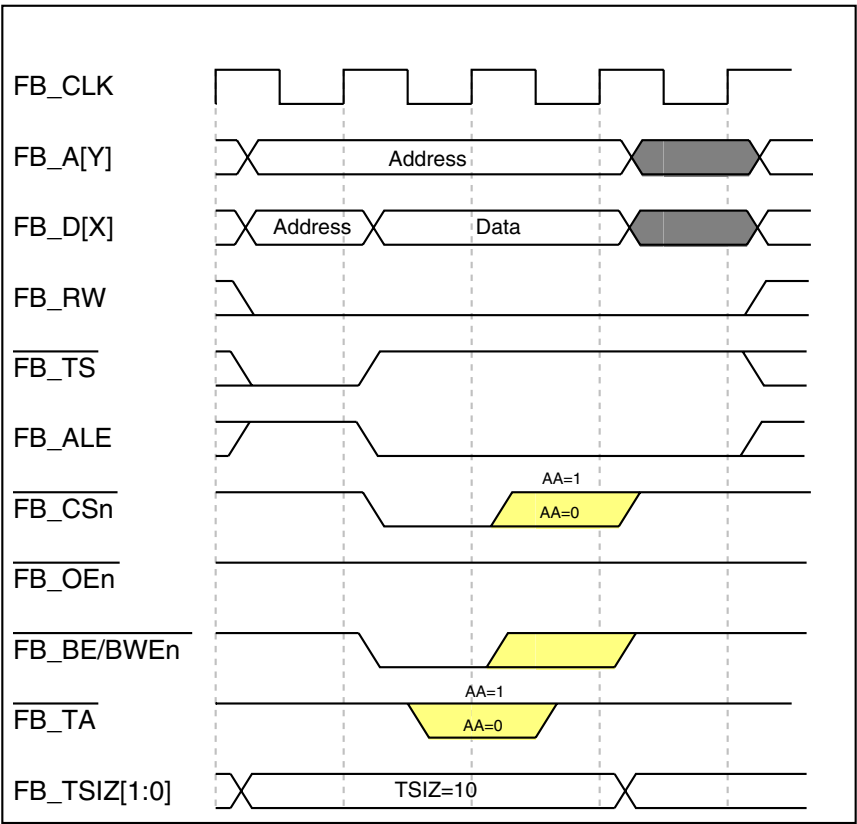 FB_CLK
FB_A[Y]
Address
FB_D[X]
Address
Data
FB_RW
FB_TS
FB_ALE
AA=1
FB_CSn
AA=0
FB_OEn
FB_BE/BWEn
AA=1
FB_TA
AA=0
FB_TSIZ[1:0]
TSIZ=10